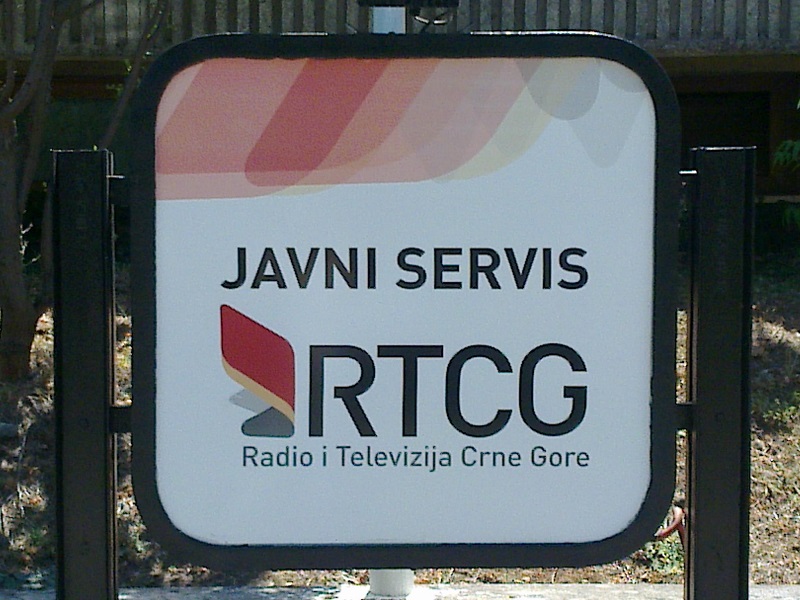 JAVNI SERVIS
RTCG
Radio i Televizija Crne Gore